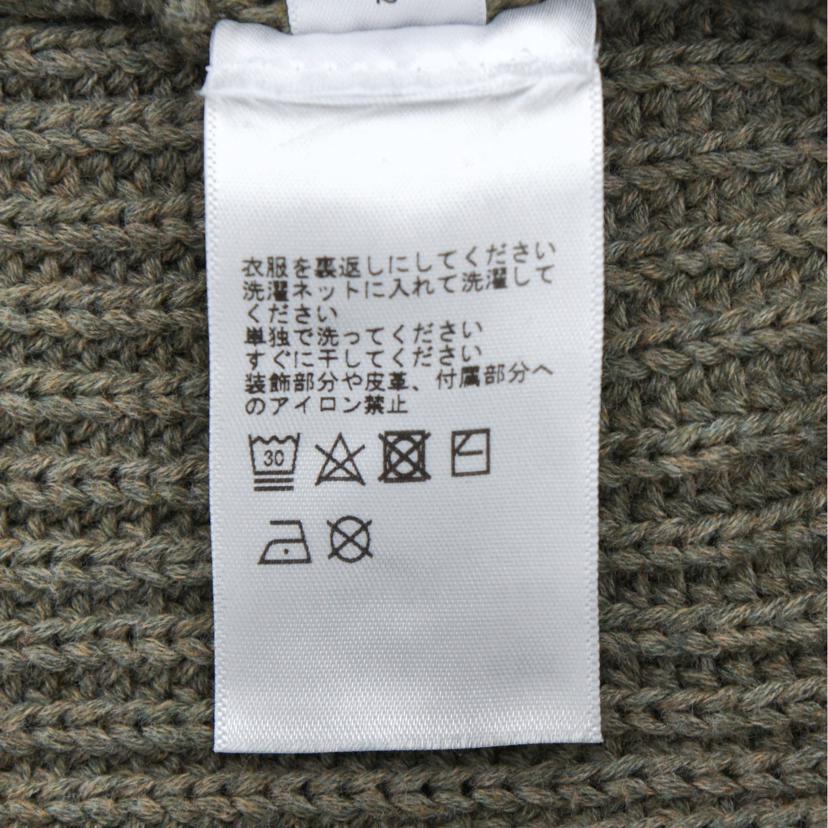 衣服を裏返しにしてください
洗濯ネットに入れて洗濯して
ください
単独で洗ってください
すぐに干してください
装飾部分や皮革、付属部分へ
のアイロン禁止
30